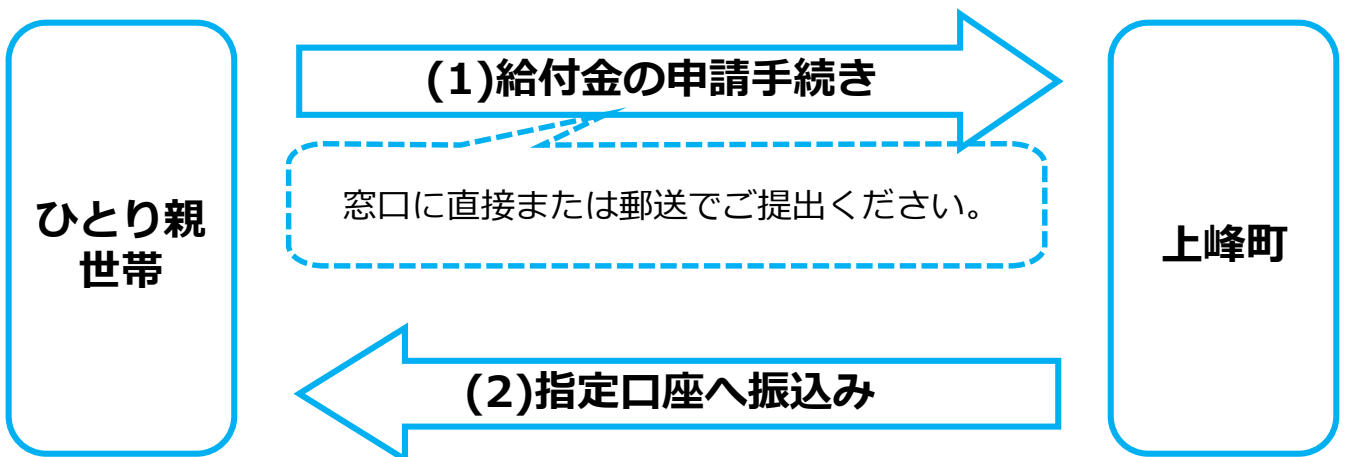 (1)給付金の申請手続き
窓口に直接または郵送でご提出ください。
ひとり親
世帯
上峰町
(2)指定口座へ振込み